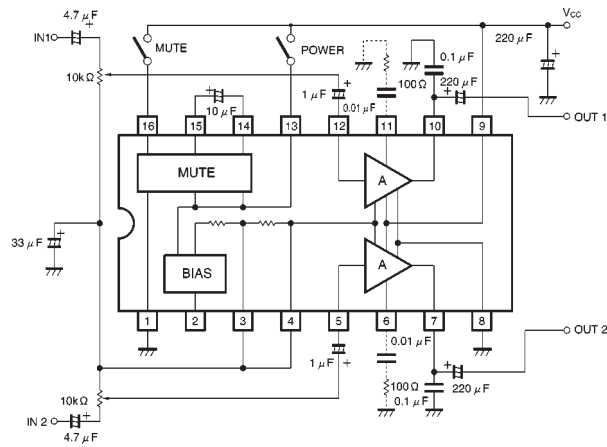 4.7 μF
IN1
+
MUTE
POWER
220 μF
+
VCC
0.1 μF
220 μF
+
10kΩ
+
10 μF
1 μF
+
100Ω
0.01 μF
OUT 1
16
15
14
13
12
11
10
9
MUTE
A
33 μF
+
BIAS
A
1
2
3
4
5
6
7
8
OUT 2
0.01 μF
1 μF
+
+
10kΩ
100Ω
0.1 μF
220 μF
IN 2
+
4.7 μF